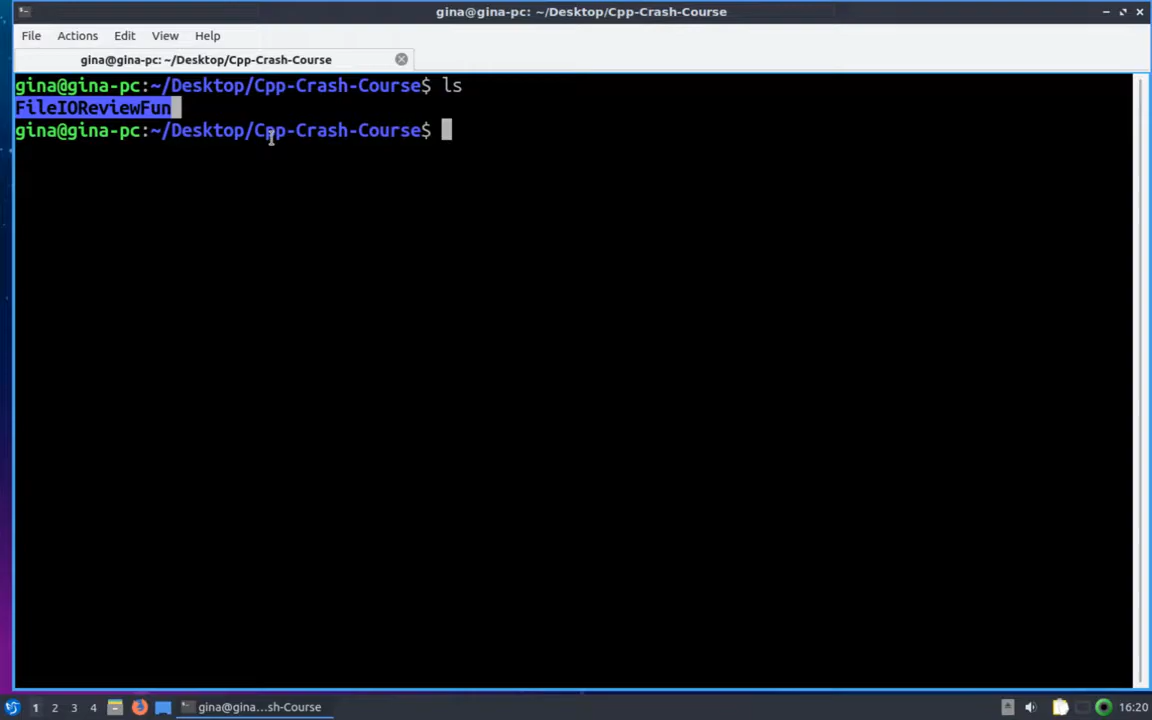 gina@gina-pc: ~/Desktop/Cpp-Crash-Course
File Actions Edit View Help
gina@gina-pc: ~/Desktop/Cpp-Crash-Course
gina@gina-pc:~/Desktop/Cpp-Crash-Course$ ls
FileIOReviewFun
gina@gina-pc:~/Desktop/Cpp-Crash-Course$
1 2 3 4 gina@gina...sh-Course 16:20